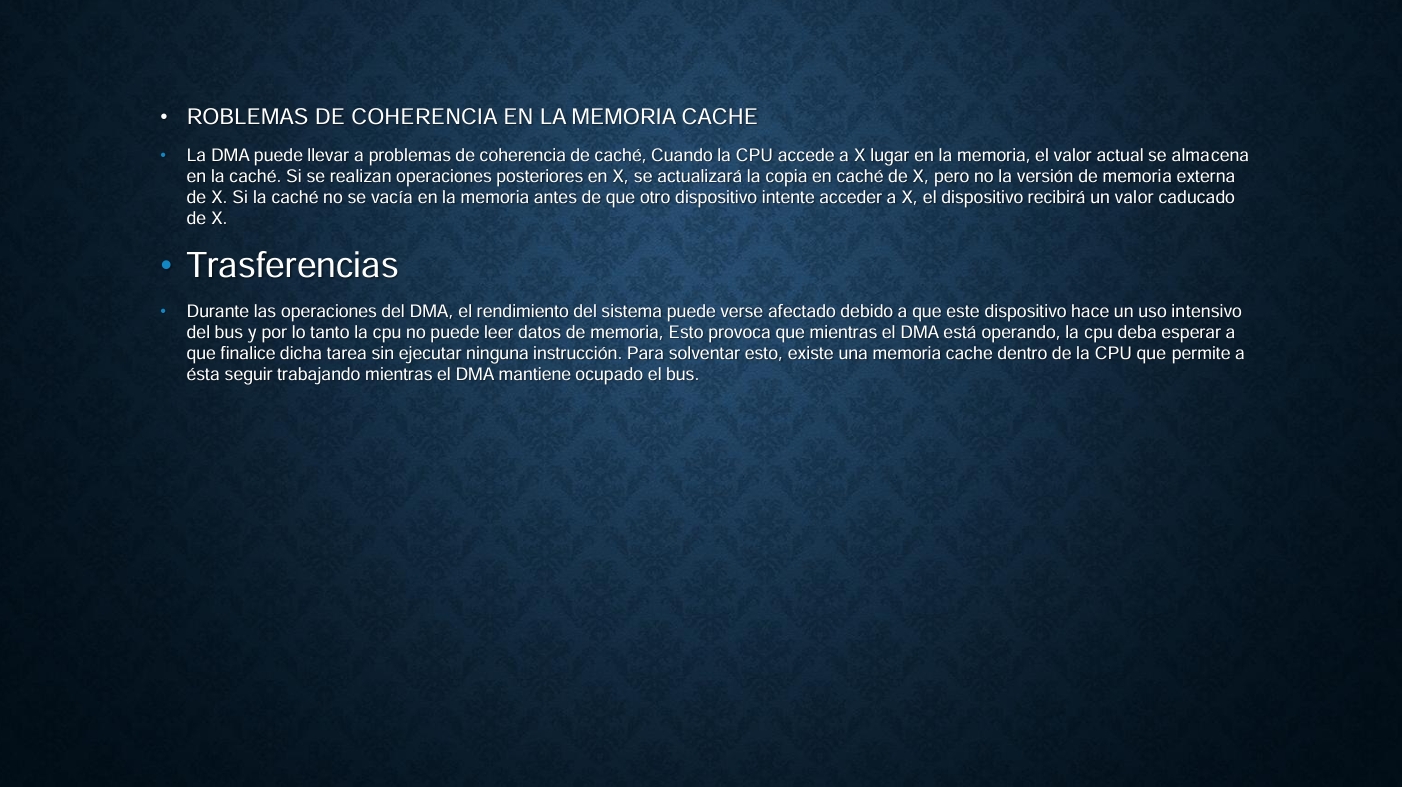 • ROBLEMAS DE COHERENCIA EN LA MEMORIA CACHE
• La DMA puede llevar a problemas de coherencia de caché, Cuando la CPU accede a X lugar en la memoria, el valor actual se almacena
en la caché. Si se realizan operaciones posteriores en X, se actualizará la copia en caché de X, pero no la versión de memoria externa
de X. Si la caché no se vacía en la memoria antes de que otro dispositivo intente acceder a X, el dispositivo recibirá un valor caducado
de X.
• Trasferencias
• Durante las operaciones del DMA, el rendimiento del sistema puede verse afectado debido a que este dispositivo hace un uso intensivo
del bus y por lo tanto la cpu no puede leer datos de memoria, Esto provoca que mientras el DMA está operando, la cpu deba esperar a
que finalice dicha tarea sin ejecutar ninguna instrucción. Para solventar esto, existe una memoria cache dentro de la CPU que permite a
ésta seguir trabajando mientras el DMA mantiene ocupado el bus.